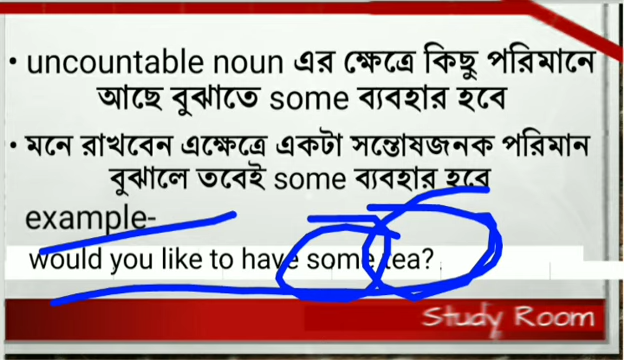 • uncountable noun এর ক্ষেত্রে কিছু পরিমানে
আছে বুঝাতে some ব্যবহার হবে
• মনে রাখবেন এক্ষেত্রে একটা সন্তোষজনক পরিমান
বুঝালে তবেই some ব্যবহার হবে
example-
would you like to have some tea?
Study Room